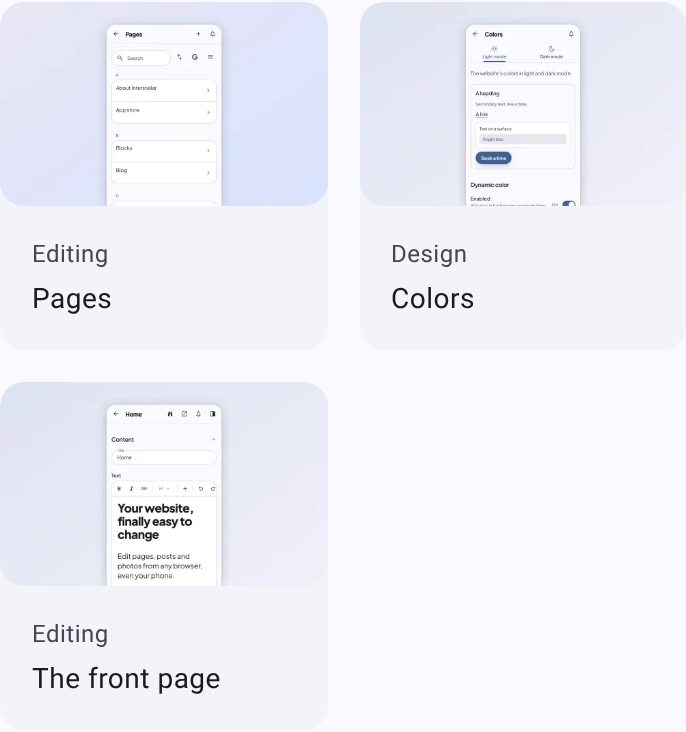 Pages
Search
A
About Interstellar
App store
B
Blocks
Blog
C
Editing
Pages
Colors
Light mode
Dark mode
The website's colors in light and dark mode.
A heading
Secondary text, like a date.
A link
Text on a surface
A light box
Book a time
Dynamic color
Enabled
On
Design
Colors
Home
Content
Title
Home
Text
B I
Your website,
finally easy to
change
Edit pages, posts and
photos from any browser,
even your phone.
Editing
The front page